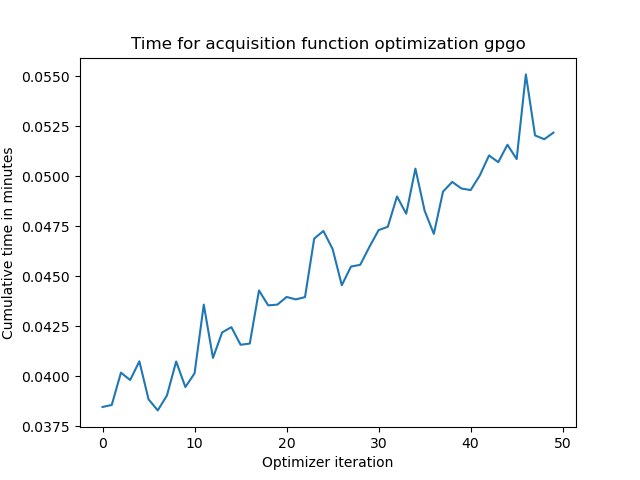 Time for acquisition function optimization gpgo
Cumulative time in minutes
0.0550
0.0525
0.0500
0.0475
0.0450
0.0425
0.0400
0.0375
0 10 20 30 40 50
Optimizer iteration